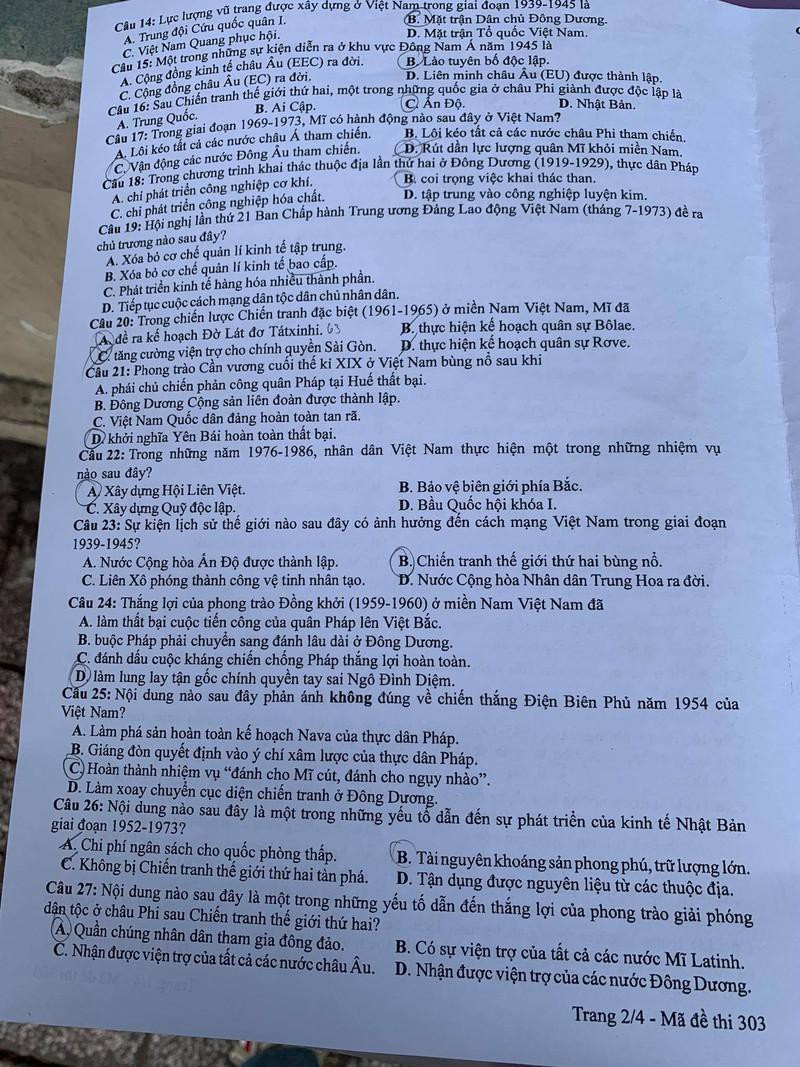 Câu 14: Lực lượng vũ trang được xây dựng ở Việt Nam trong giai đoạn 1939-1945 là
A. Trung đội Cứu quốc quân I. B. Mặt trận Dân chủ Đông Dương.
C. Việt Nam Quang phục hội. D. Mặt trận Tổ quốc Việt Nam.
Câu 15: Một trong những sự kiện diễn ra ở khu vực Đông Nam Á năm 1945 là
A. Cộng đồng kinh tế châu Âu (EEC) ra đời. B. Lào tuyên bố độc lập.
C. Cộng đồng châu Âu (EC) ra đời. D. Liên minh châu Âu (EU) được thành lập.
Câu 16: Sau Chiến tranh thế giới thứ hai, một trong những quốc gia ở châu Phi giành được độc lập là
A. Trung Quốc. B. Ai Cập. C. Ấn Độ. D. Nhật Bản.
Câu 17: Trong giai đoạn 1969-1973, Mĩ có hành động nào sau đây ở Việt Nam?
A. Lôi kéo tất cả các nước châu Á tham chiến. B. Lôi kéo tất cả các nước châu Phi tham chiến.
C. Vận động các nước Đông Âu tham chiến. D. Rút dần lực lượng quân Mĩ khỏi miền Nam.
Câu 18: Trong chương trình khai thác thuộc địa lần thứ hai ở Đông Dương (1919-1929), thực dân Pháp
A. chỉ phát triển công nghiệp cơ khí. B. coi trọng việc khai thác than.
C. chỉ phát triển công nghiệp hóa chất. D. tập trung vào công nghiệp luyện kim.
Câu 19: Hội nghị lần thứ 21 Ban Chấp hành Trung ương Đảng Lao động Việt Nam (tháng 7-1973) đề ra
chủ trương nào sau đây?
A. Xóa bỏ cơ chế quản lí kinh tế tập trung.
B. Xóa bỏ cơ chế quản lí kinh tế bao cấp.
C. Phát triển kinh tế hàng hóa nhiều thành phần.
D. Tiếp tục cuộc cách mạng dân tộc dân chủ nhân dân.
Câu 20: Trong chiến lược Chiến tranh đặc biệt (1961-1965) ở miền Nam Việt Nam, Mĩ đã
A. đề ra kế hoạch Đờ Lát đơ Tátxinhi. 63 B. thực hiện kế hoạch quân sự Bôlae.
C. tăng cường viện trợ cho chính quyền Sài Gòn. D. thực hiện kế hoạch quân sự Rơve.
Câu 21: Phong trào Cần vương cuối thế kỉ XIX ở Việt Nam bùng nổ sau khi
A. phái chủ chiến phản công quân Pháp tại Huế thất bại.
B. Đông Dương Cộng sản liên đoàn được thành lập.
C. Việt Nam Quốc dân đảng hoàn toàn tan rã.
D. khởi nghĩa Yên Bái hoàn toàn thất bại.
Câu 22: Trong những năm 1976-1986, nhân dân Việt Nam thực hiện một trong những nhiệm vụ
nào sau đây?
A. Xây dựng Hội Liên Việt. B. Bảo vệ biên giới phía Bắc.
C. Xây dựng Quỹ độc lập. D. Bầu Quốc hội khóa I.
Câu 23: Sự kiện lịch sử thế giới nào sau đây có ảnh hưởng đến cách mạng Việt Nam trong giai đoạn
1939-1945?
A. Nước Cộng hòa Ấn Độ được thành lập. B. Chiến tranh thế giới thứ hai bùng nổ.
C. Liên Xô phóng thành công vệ tinh nhân tạo. D. Nước Cộng hòa Nhân dân Trung Hoa ra đời.
Câu 24: Thắng lợi của phong trào Đồng khởi (1959-1960) ở miền Nam Việt Nam đã
A. làm thất bại cuộc tiến công của quân Pháp lên Việt Bắc.
B. buộc Pháp phải chuyển sang đánh lâu dài ở Đông Dương.
C. đánh dấu cuộc kháng chiến chống Pháp thắng lợi hoàn toàn.
D. làm lung lay tận gốc chính quyền tay sai Ngô Đình Diệm.
Câu 25: Nội dung nào sau đây phản ánh không đúng về chiến thắng Điện Biên Phủ năm 1954 của
Việt Nam?
A. Làm phá sản hoàn toàn kế hoạch Nava của thực dân Pháp.
B. Giáng đòn quyết định vào ý chí xâm lược của thực dân Pháp.
C. Hoàn thành nhiệm vụ “đánh cho Mĩ cút, đánh cho ngụy nhào”.
D. Làm xoay chuyển cục diện chiến tranh ở Đông Dương.
Câu 26: Nội dung nào sau đây là một trong những yếu tố dẫn đến sự phát triển của kinh tế Nhật Bản
giai đoạn 1952-1973?
A. Chi phí ngân sách cho quốc phòng thấp. B. Tài nguyên khoáng sản phong phú, trữ lượng lớn.
C. Không bị Chiến tranh thế giới thứ hai tàn phá. D. Tận dụng được nguyên liệu từ các thuộc địa.
Câu 27: Nội dung nào sau đây là một trong những yếu tố dẫn đến thắng lợi của phong trào giải phóng
dân tộc ở châu Phi sau Chiến tranh thế giới thứ hai?
A. Quần chúng nhân dân tham gia đông đảo. B. Có sự viện trợ của tất cả các nước Mĩ Latinh.
C. Nhận được viện trợ của tất cả các nước châu Âu. D. Nhận được viện trợ của các nước Đông Dương.
Trang 2/4 - Mã đề thi 303